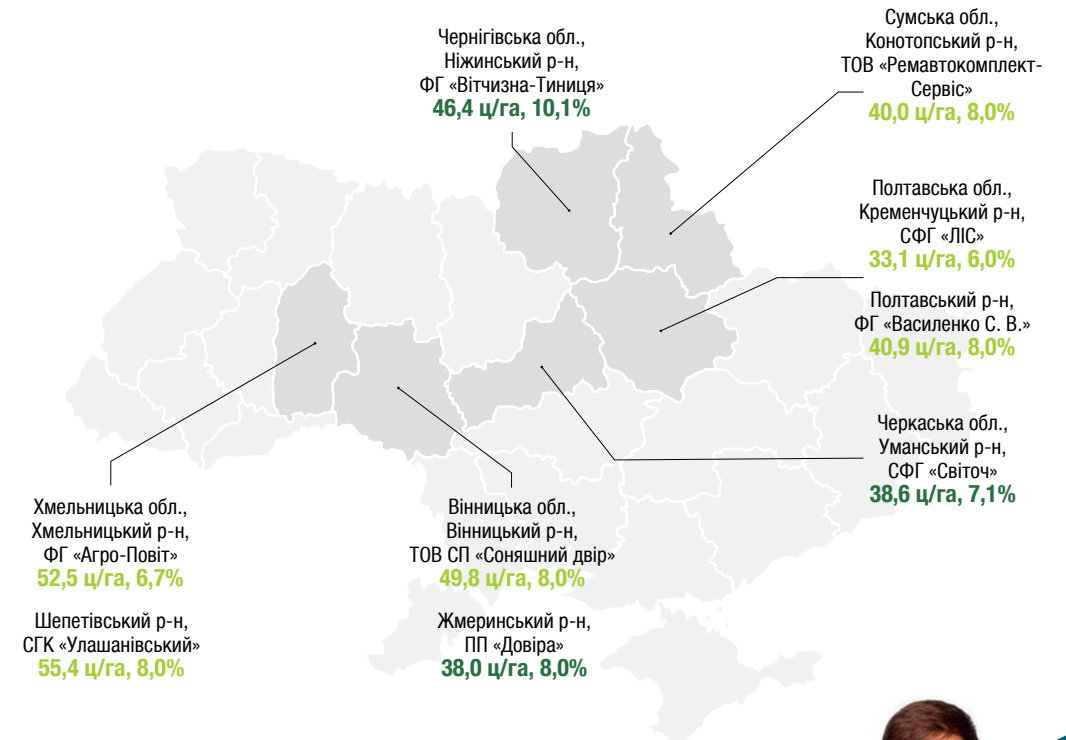 Чернігівська обл.,
Ніжинський р-н,
ФГ «Вітчизна-Тиниця»
46,4 ц/га, 10,1%
Сумська обл.,
Конотопський р-н,
ТОВ «Ремавтокомплект-
Сервіс»
40,0 ц/га, 8,0%
Полтавська обл.,
Кременчуцький р-н,
СФГ «ЛІС»
33,1 ц/га, 6,0%
Полтавський р-н,
ФГ «Василенко С. В.»
40,9 ц/га, 8,0%
Черкаська обл.,
Уманський р-н,
СФГ «Світоч»
38,6 ц/га, 7,1%
Хмельницька обл.,
Хмельницький р-н,
ФГ «Агро-Повіт»
52,5 ц/га, 6,7%
Шепетівський р-н,
СГК «Улашанівський»
55,4 ц/га, 8,0%
Вінницька обл.,
Вінницький р-н,
ТОВ СП «Соняшний двір»
49,8 ц/га, 8,0%
Жмеринський р-н,
ПП «Довіра»
38,0 ц/га, 8,0%